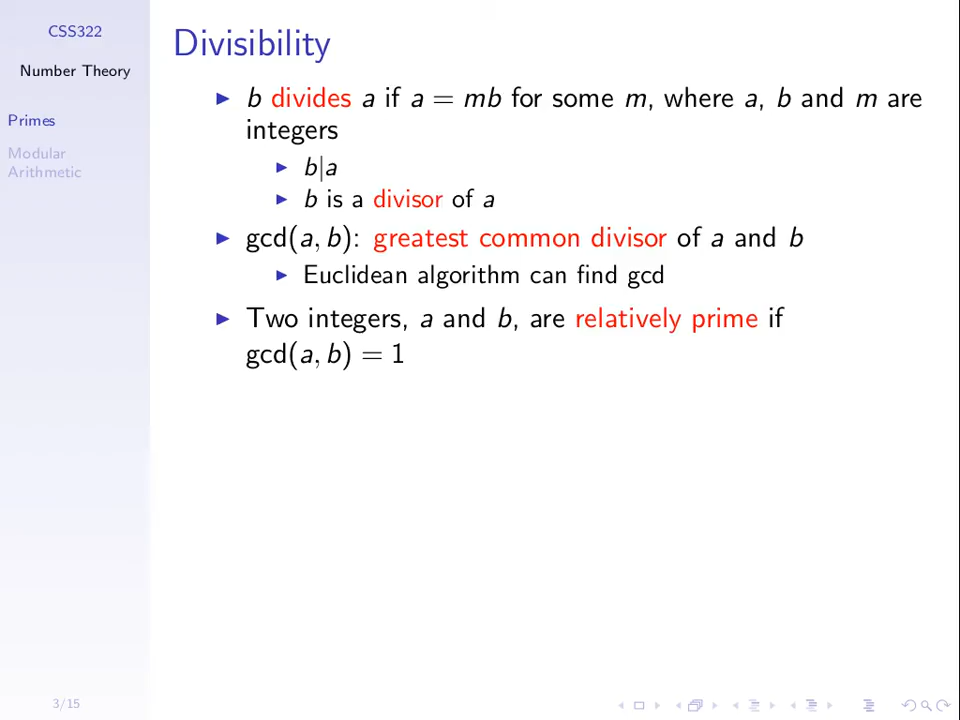 CSS322
Number Theory
Primes
Modular
Arithmetic
Divisibility
b divides a if a = mb for some m, where a, b and m are
integers
b|a
b is a divisor of a
gcd(a, b): greatest common divisor of a and b
Euclidean algorithm can find gcd
Two integers, a and b, are relatively prime if
gcd(a, b) = 1
3/15